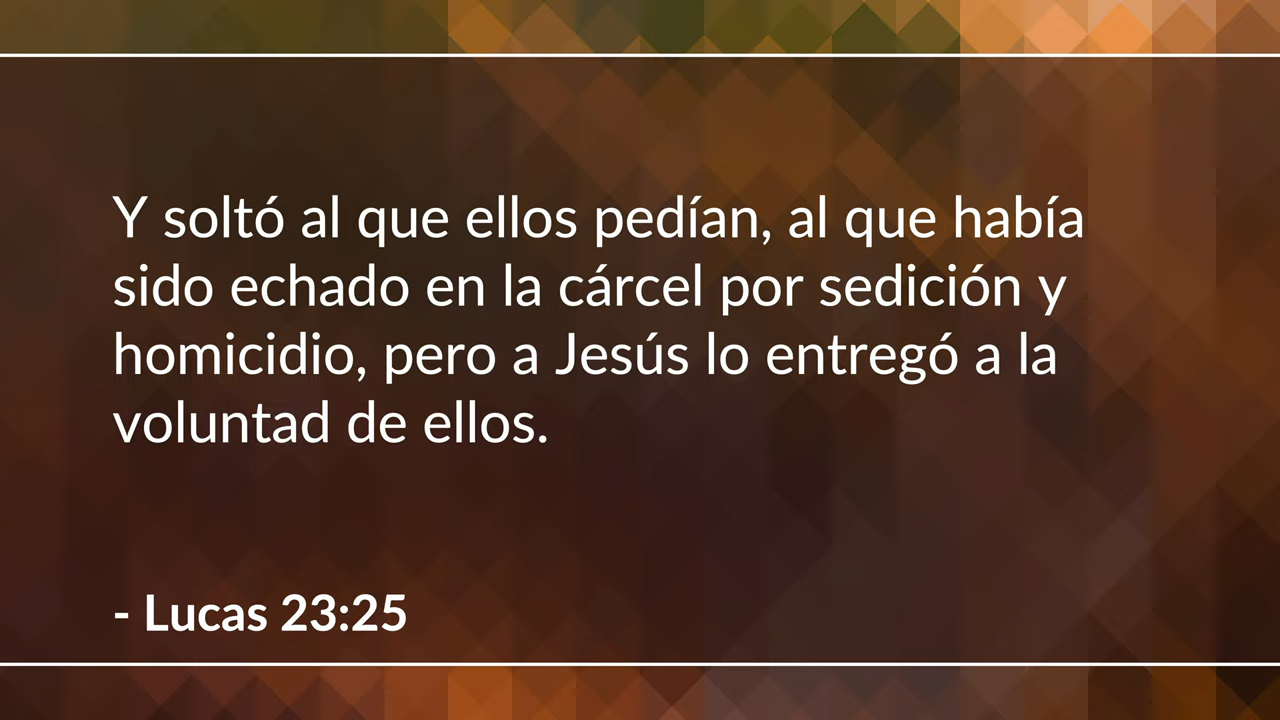 Y soltó al que ellos pedían, al que había
sido echado en la cárcel por sedición y
homicidio, pero a Jesús lo entregó a la
voluntad de ellos.
- Lucas 23:25